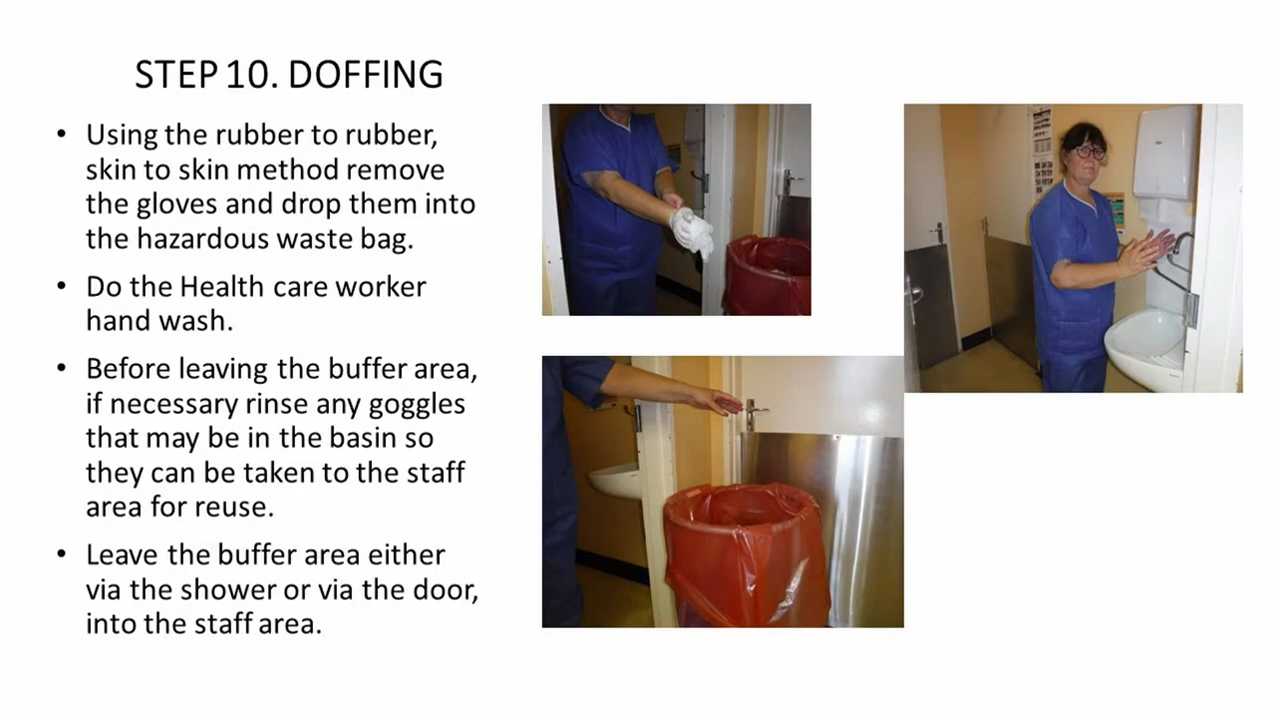 STEP 10. DOFFING
• Using the rubber to rubber,
skin to skin method remove
the gloves and drop them into
the hazardous waste bag.
• Do the Health care worker
hand wash.
• Before leaving the buffer area,
if necessary rinse any goggles
that may be in the basin so
they can be taken to the staff
area for reuse.
• Leave the buffer area either
via the shower or via the door,
into the staff area.